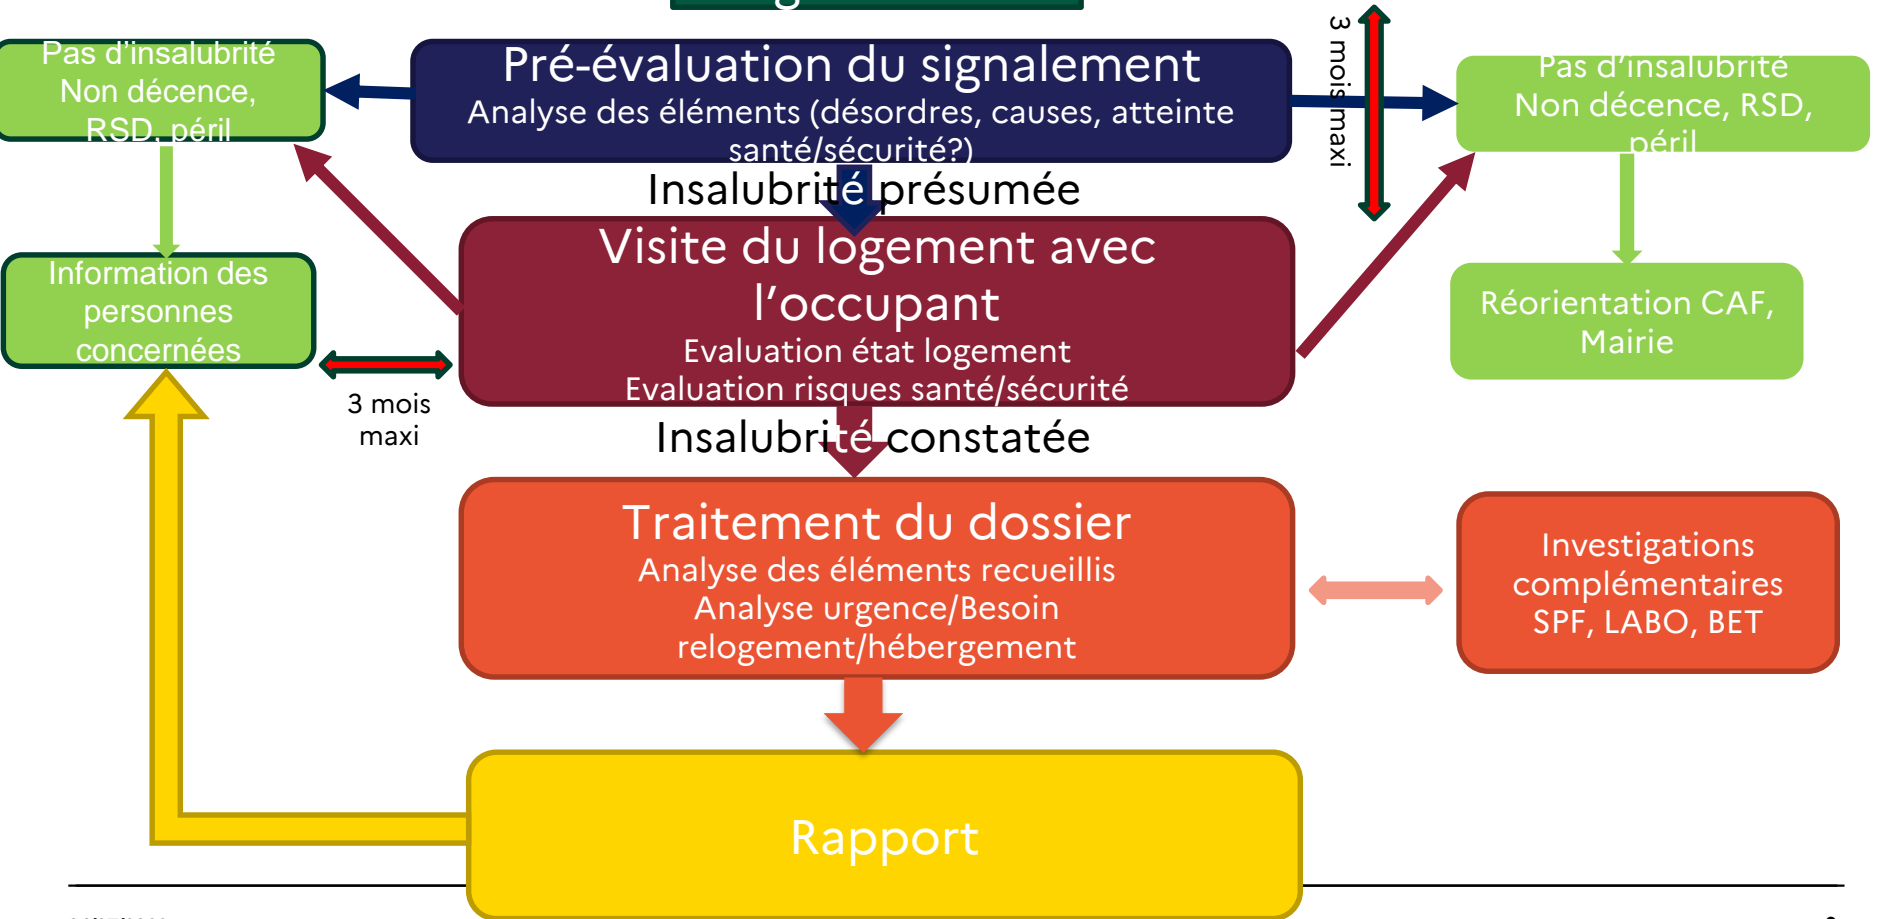 Pas d'insalubrité
Non décence,
RSD, péril
Pré-évaluation du signalement
Analyse des éléments (désordres, causes, atteinte
santé/sécurité?)
3 mois maxi
Pas d'insalubrité
Non décence, RSD,
péril
Insalubrité présumée
Visite du logement avec
l'occupant
Evaluation état logement
Evaluation risques santé/sécurité
Information des
personnes
concernées
Réorientation CAF,
Mairie
3 mois
maxi
Insalubrité constatée
Traitement du dossier
Analyse des éléments recueillis
Analyse urgence/Besoin
relogement/hébergement
Investigations
complémentaires
SPF, LABO, BET
Rapport